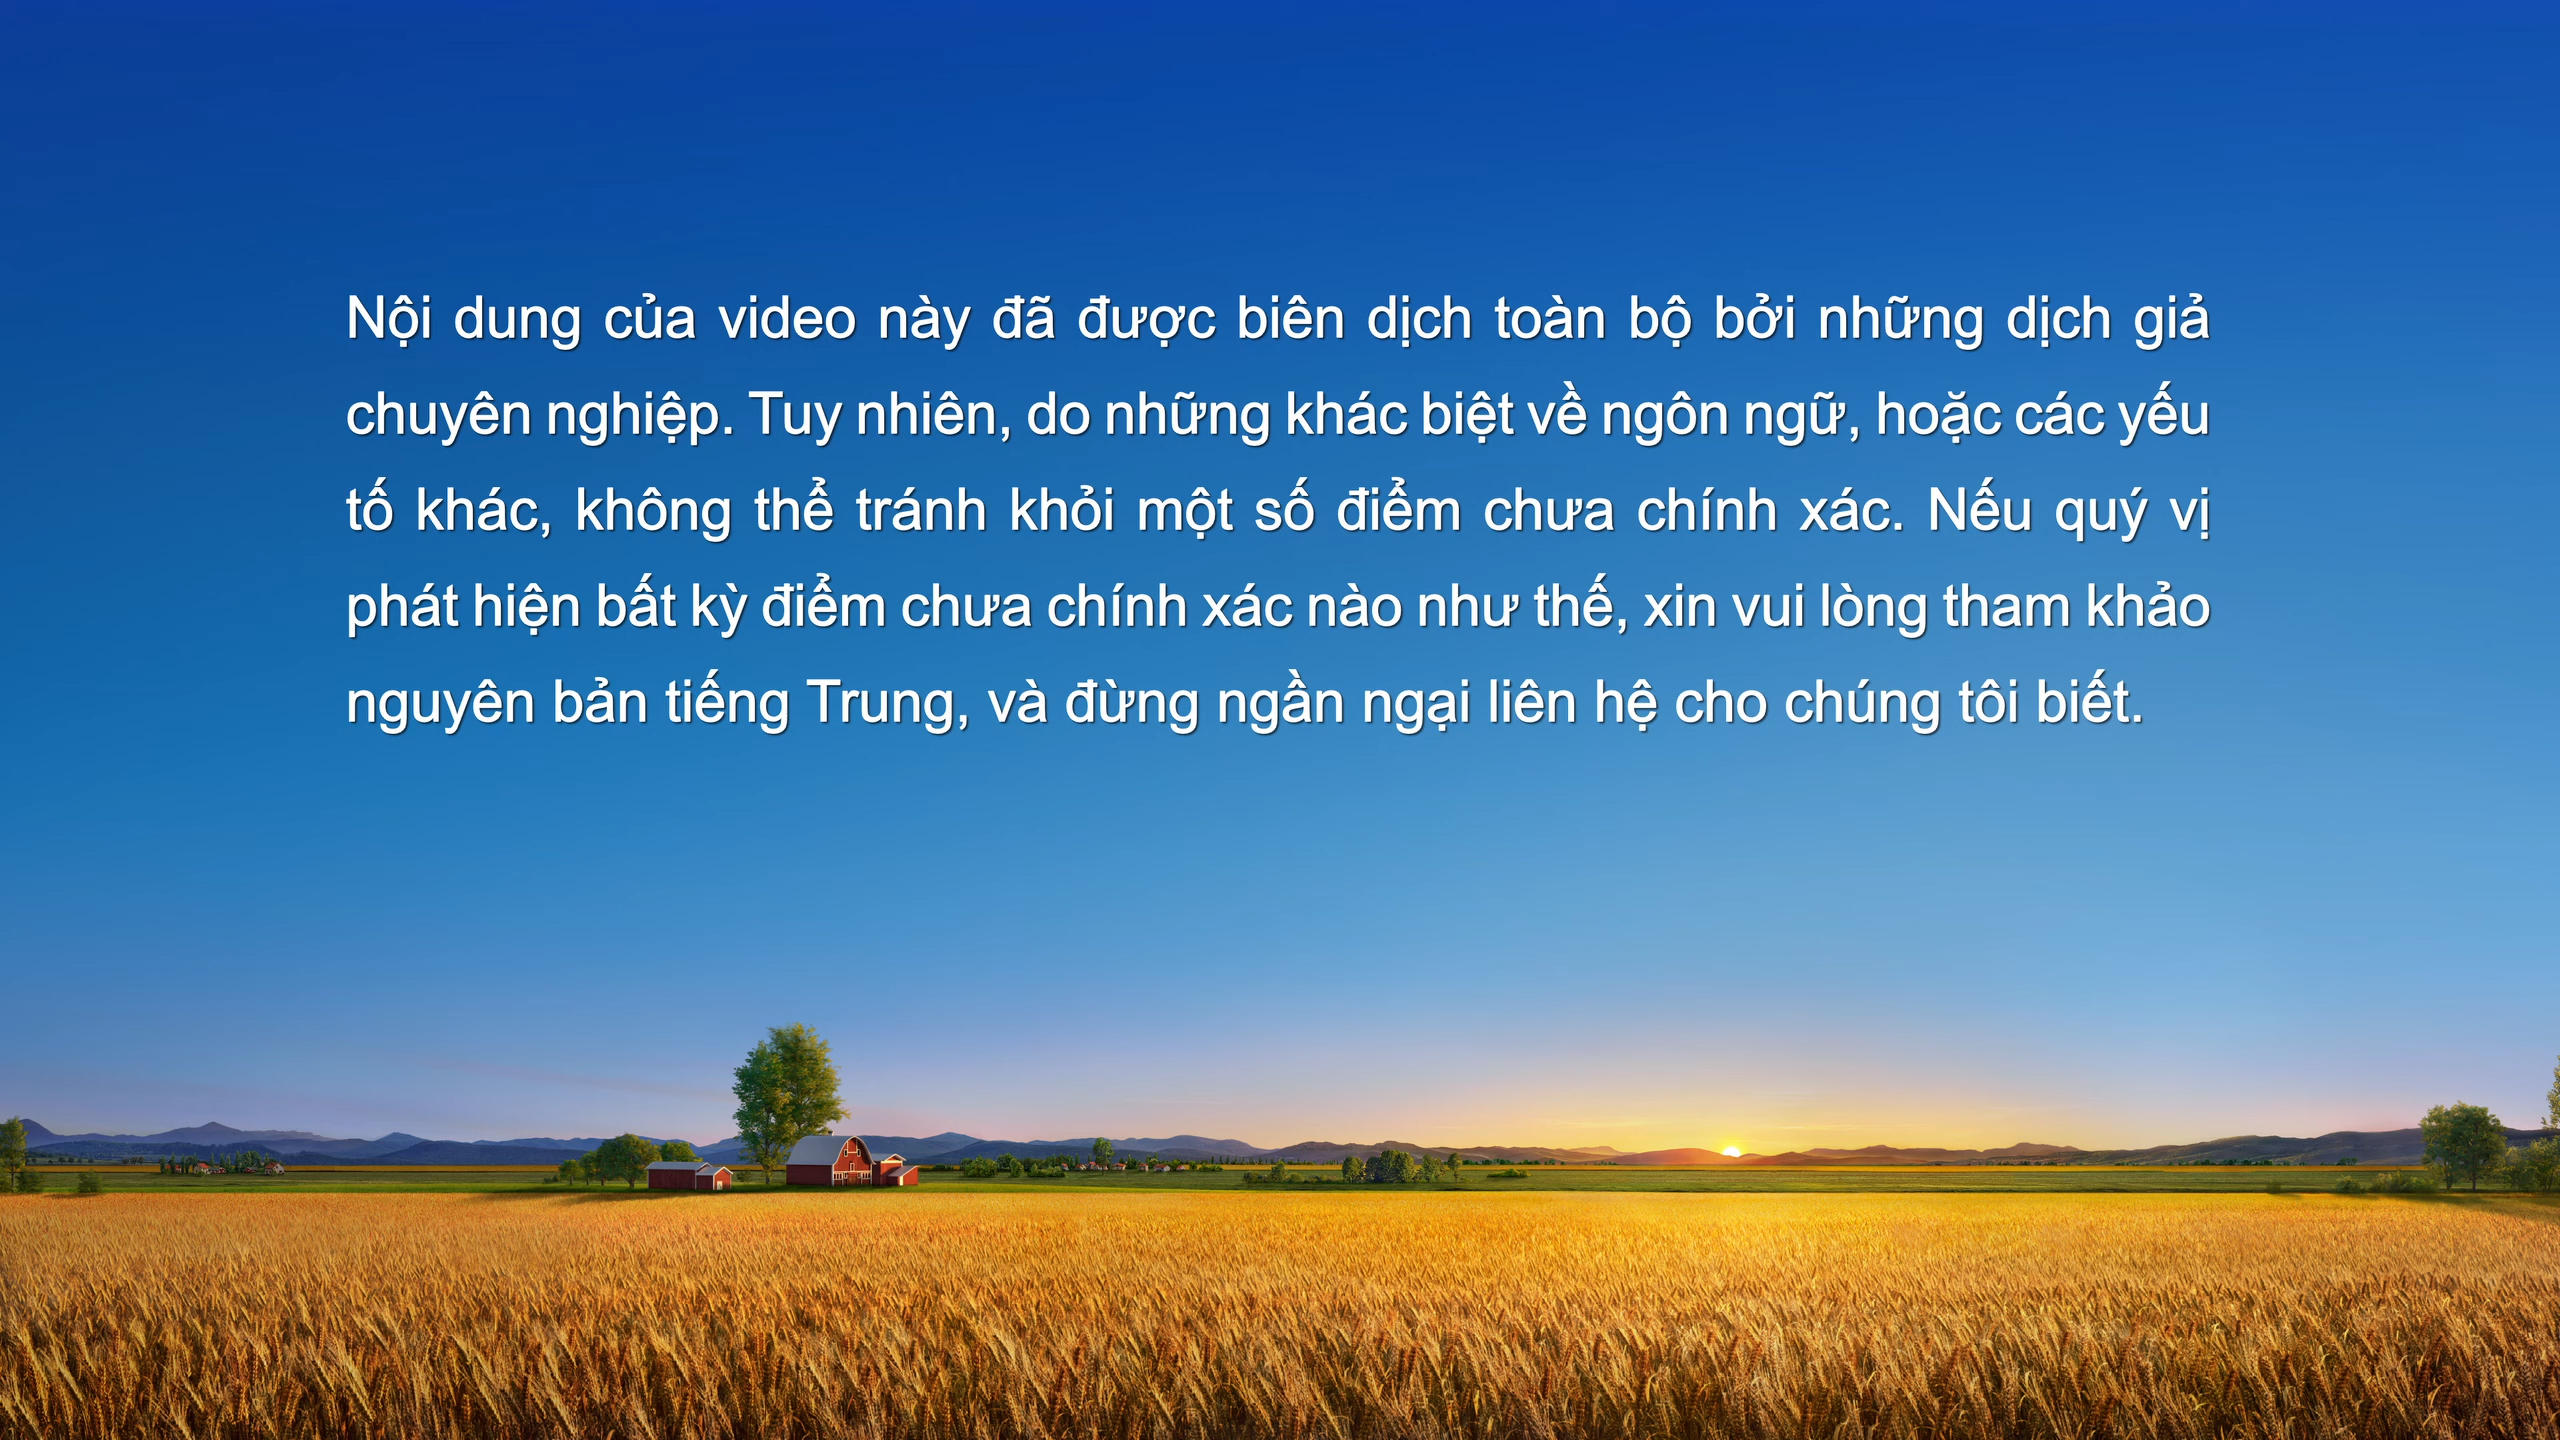 Nội dung của video này đã được biên dịch toàn bộ bởi những dịch giả
chuyên nghiệp. Tuy nhiên, do những khác biệt về ngôn ngữ, hoặc các yếu
tố khác, không thể tránh khỏi một số điểm chưa chính xác. Nếu quý vị
phát hiện bất kỳ điểm chưa chính xác nào như thế, xin vui lòng tham khảo
nguyên bản tiếng Trung, và đừng ngần ngại liên hệ cho chúng tôi biết.